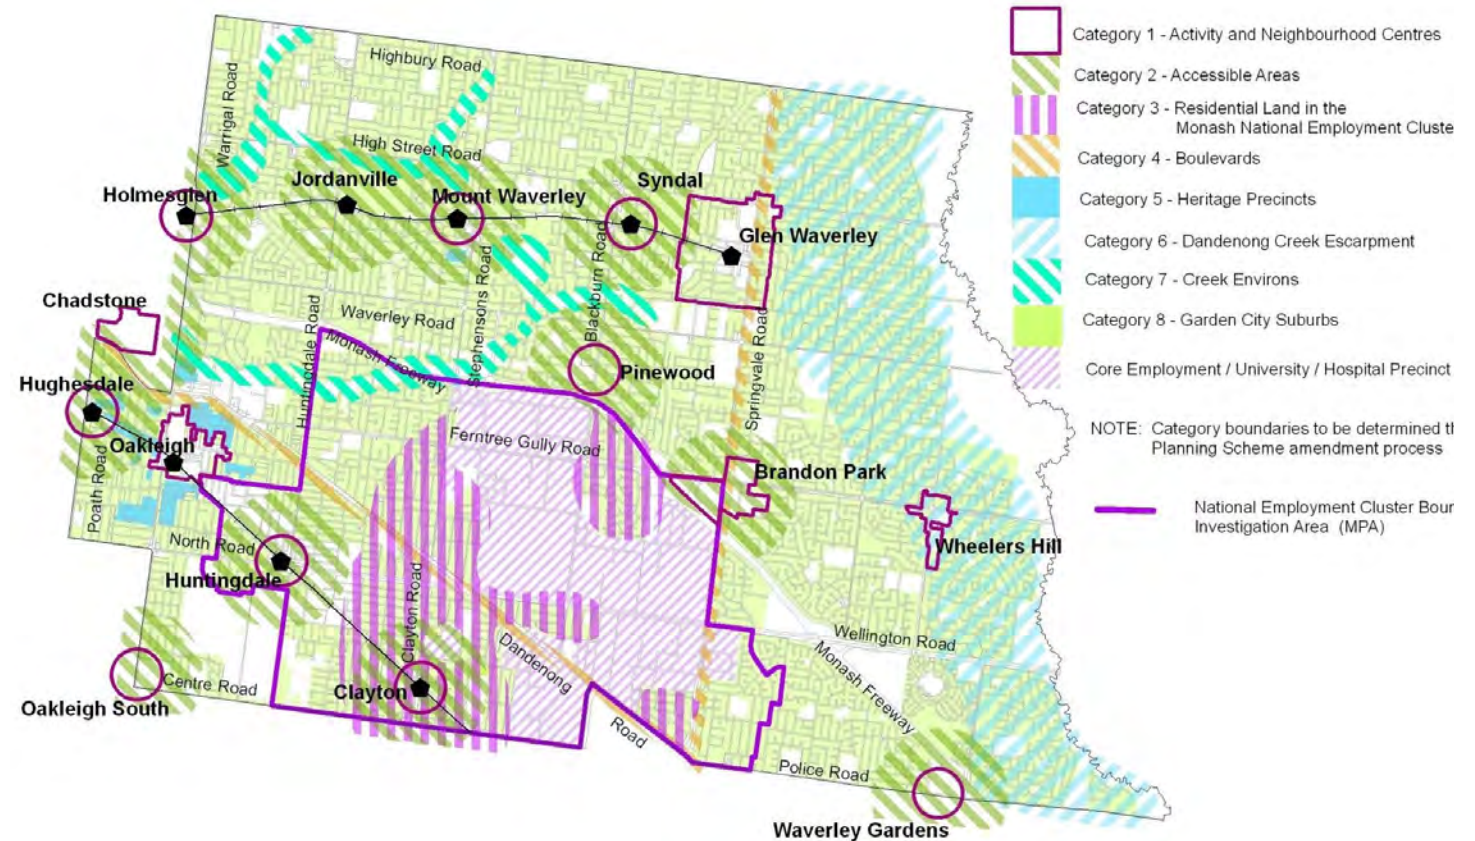 Highbury Road
Warrigal Road
High Street Road
Holmesglen
Jordanville
Mount Waverley
Syndal
Glen Waverley
Stephensons Road
Blackburn Road
Chadstone
Huntingdale Road
Waverley Road
Monash Freeway
Springvale Road
Hughesdale
Pinewood
Oakleigh
Ferntree Gully Road
Brandon Park
Poath Road
North Road
Huntingdale
Wheelers Hill
Clayton Road
Wellington Road
Monash Freeway
Dandenong
Road
Centre Road
Clayton
Oakleigh South
Police Road
Waverley Gardens
Category 1 - Activity and Neighbourhood Centres
Category 2 - Accessible Areas
Category 3 - Residential Land in the
Monash National Employment Cluste
Category 4 - Boulevards
Category 5 - Heritage Precincts
Category 6 - Dandenong Creek Escarpment
Category 7 - Creek Environs
Category 8 - Garden City Suburbs
Core Employment / University / Hospital Precinct
NOTE: Category boundaries to be determined th
Planning Scheme amendment process
National Employment Cluster Bour
Investigation Area (MPA)